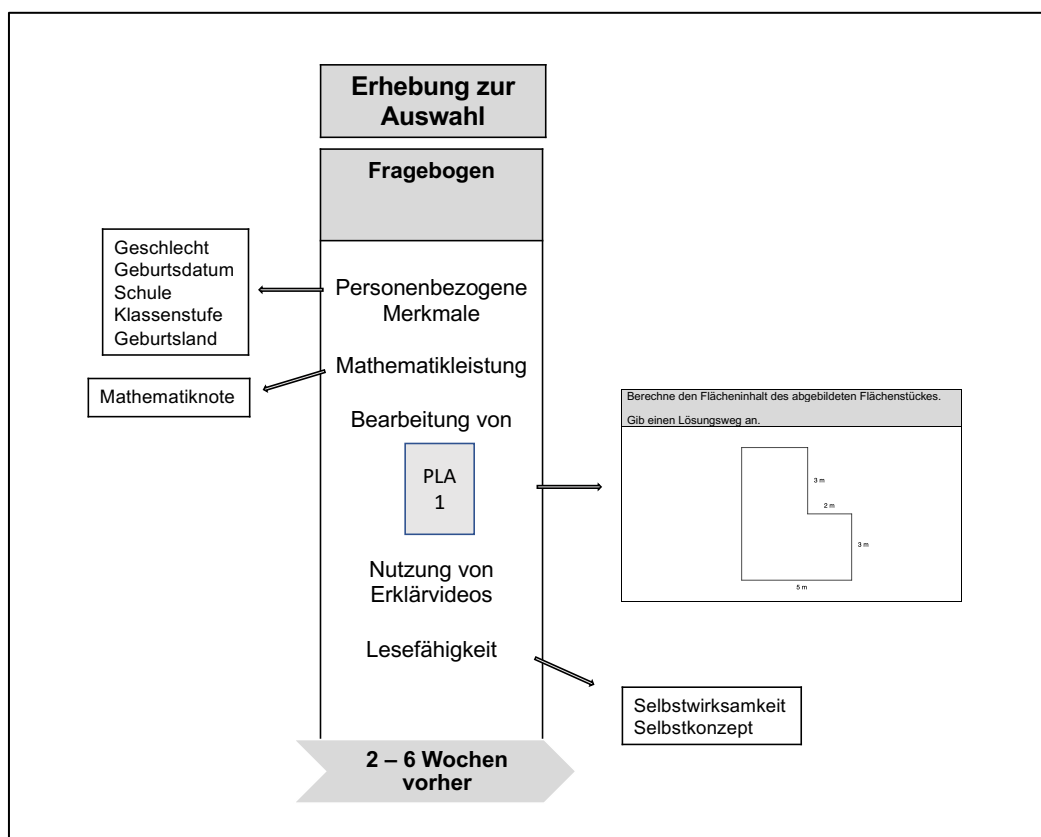 Erhebung zur
Auswahl
Fragebogen
Geschlecht
Geburtsdatum
Schule
Klassenstufe
Geburtsland
Personenbezogene
Merkmale
Mathematikleistung
Mathematiknote
Bearbeitung von
PLA
1
Berechne den Flächeninhalt des abgebildeten Flächenstückes.
Gib einen Lösungsweg an.
3 m
2 m
3 m
5 m
Nutzung von
Erklärvideos
Lesefähigkeit
Selbstwirksamkeit
Selbstkonzept
2 – 6 Wochen
vorher